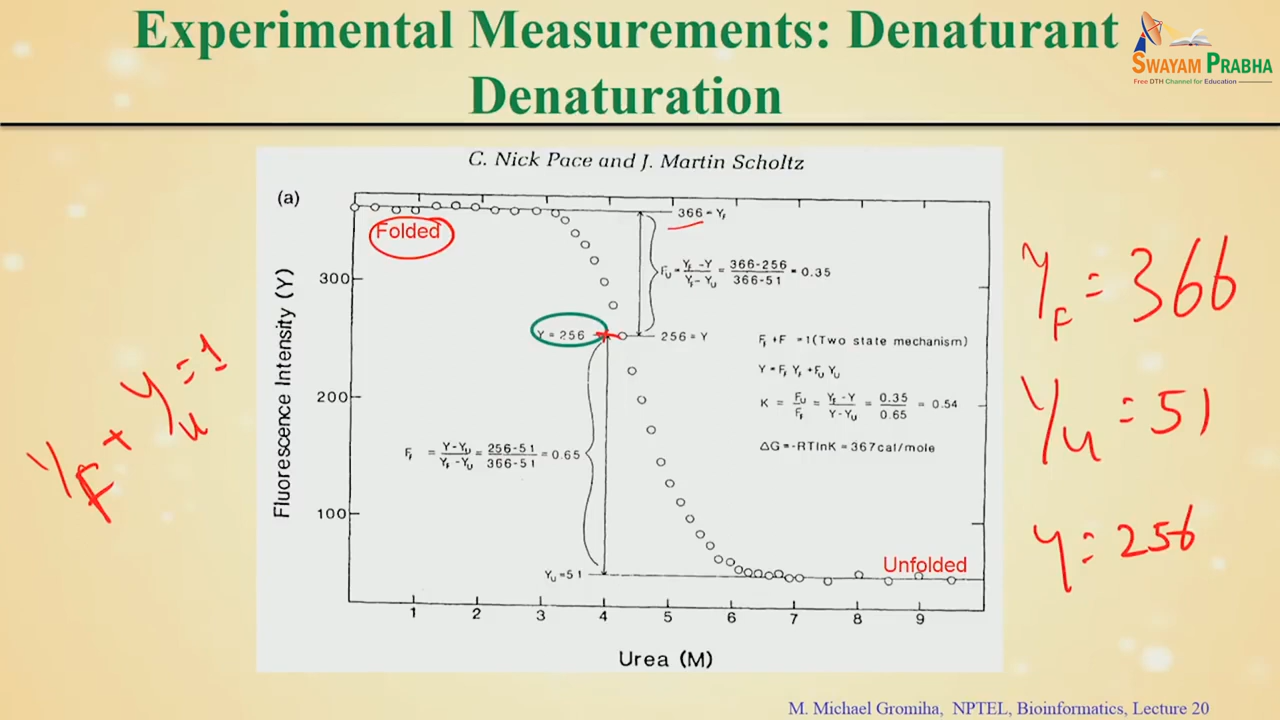 Experimental Measurements: Denaturant
Denaturation
SWAYAM PRABHA
Free DTH Channel for Education
C. Nick Pace and J. Martin Scholtz
(a)
Folded
366 = Y_F
F_U = (Y_F - Y)/(Y_F - Y_U) = (366-256)/(366-51) = 0.35
Y = 256
256 = Y
F_F + F = 1 (Two state mechanism)
Y = F_F Y_F + F_U Y_U
K = F_U/F_F = (Y_F - Y)/(Y - Y_U) = 0.35/0.65 = 0.54
ΔG = -RTlnK = 367cal/mole
F_F = (Y - Y_U)/(Y_F - Y_U) = (256-51)/(366-51) = 0.65
Y_U = 51
Unfolded
Fluorescence Intensity (Y)
300
200
100
1 2 3 4 5 6 7 8 9
Urea (M)
y_F + y_u = 1
y_F = 366
y_u = 51
y = 256
M. Michael Gromiha, NPTEL, Bioinformatics, Lecture 20